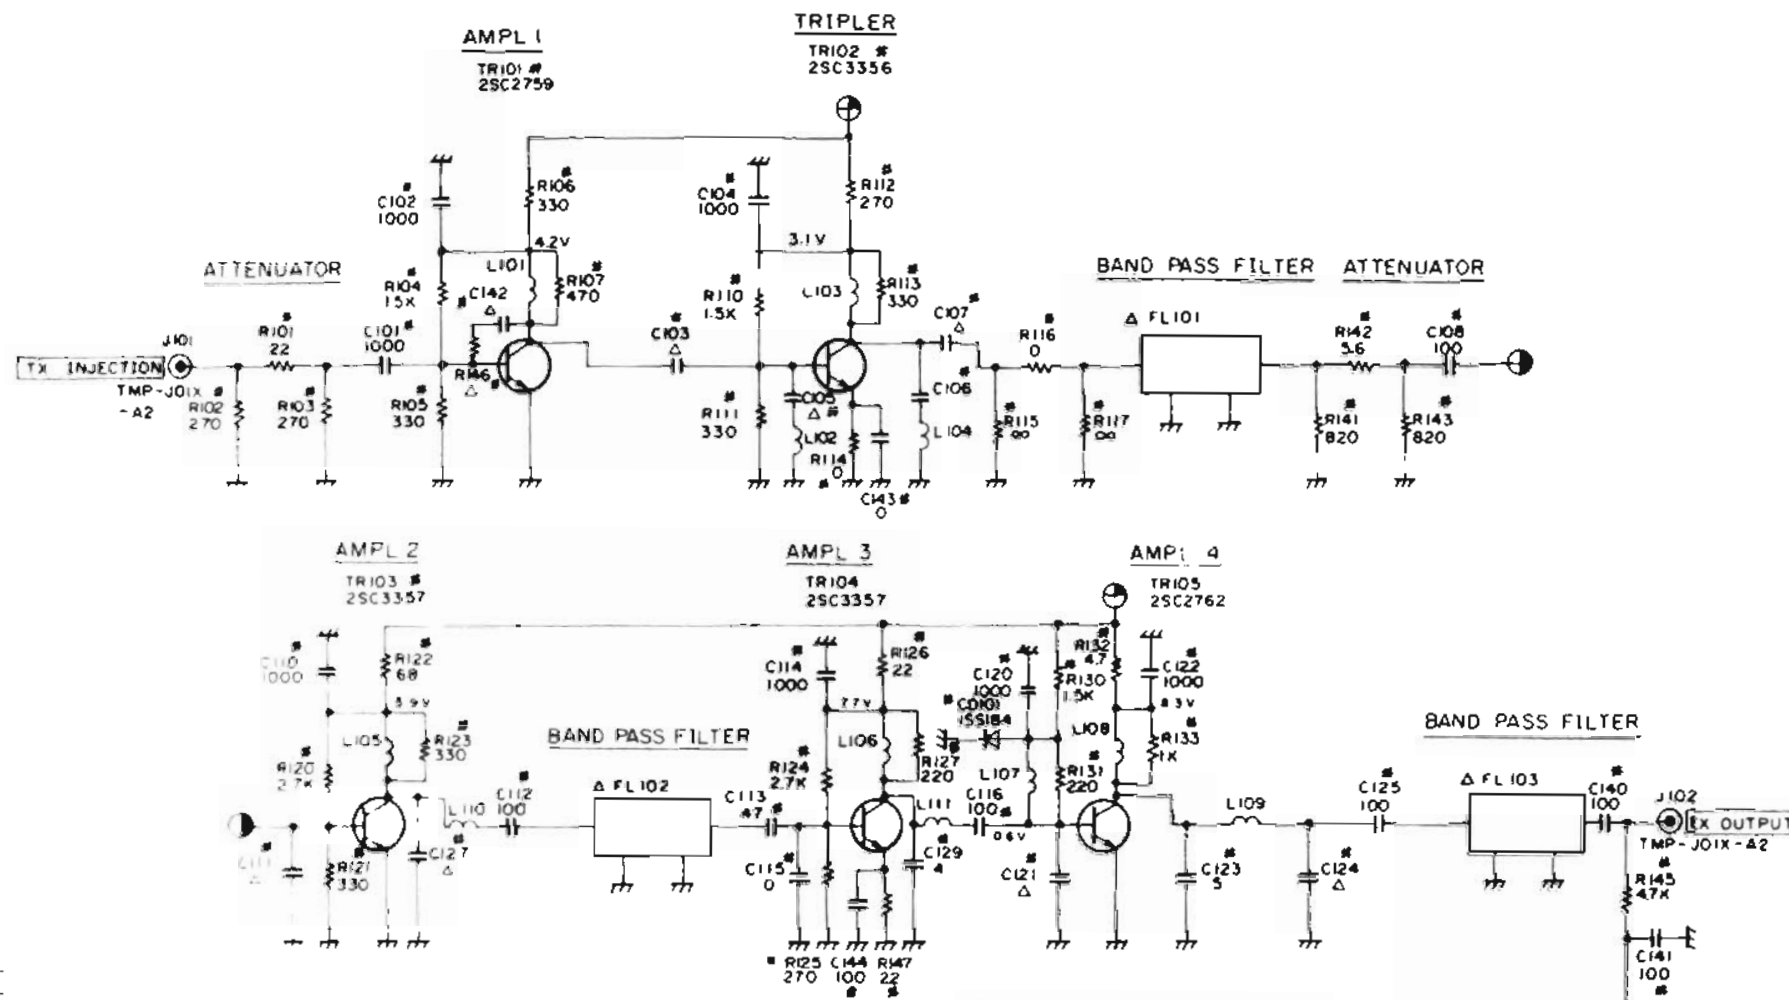 TRIPLER
TR102 #
2SC3356
AMPL 1
TR101 #
2SC2759
C102 #
1000
R106 #
330
C104 #
1000
R112 #
270
4.2V
3.1V
ATTENUATOR
R104 #
1.5K
L101
C142
△
R107 #
470
R110 #
1.5K
L103
R113 #
330
BAND PASS FILTER
ATTENUATOR
J101
TX INJECTION
TMP-J01X
-A2
R101 #
22
C101 #
1000
R146 #
△
C103 #
△
C107 #
△
R116 #
0
△ FL101
R142 #
5.6
C108 #
100
R102 #
270
R103 #
270
R105 #
330
R111 #
330
C105
△ #
L102
R114
0
#
C106 #
L104
R115 #
∞
R117 #
∞
R141 #
820
R143 #
820
C143 #
0
AMPL 2
TR103 #
2SC3357
AMPL 3
TR104
2SC3357
AMPL 4
TR105
2SC2762
C110 #
1000
R122 #
68
C114 #
1000
R126 #
22
C120 #
1000
# CD101
1SS184
R130 #
1.5K
R132 #
4.7
C122 #
1000
7.7V
8.3V
L105
R123 #
330
BAND PASS FILTER
L106
R127 #
220
L107
L108
R133 #
1K
BAND PASS FILTER
R120 #
2.7K
L110
C112 #
100
△ FL102
C113
47 #
R124 #
2.7K
L111
C116
100 #
0.6V
R131 #
220
L109
C125 #
100
△ FL103
C140 #
100
J102
TX OUTPUT
TMP-J01X-A2
C111
△
R121 #
330
C127 #
△
C115 #
0
C129 #
4
C121 #
△
C123 #
5
C124 #
△
R145 #
4.7K
# R125
270
C144
100
#
R147
22
#
C141
100
#